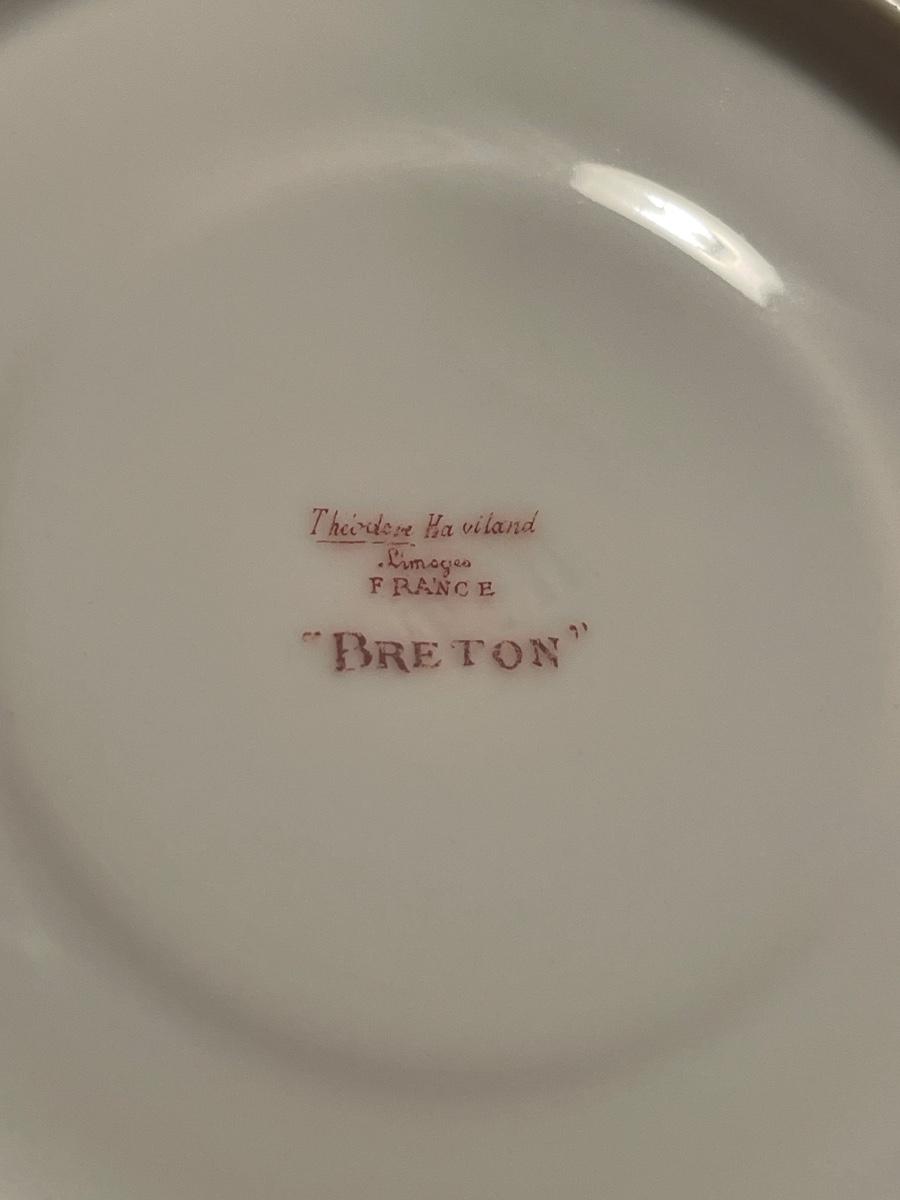 Théodore Haviland
Limoges
FRANCE
"BRETON"